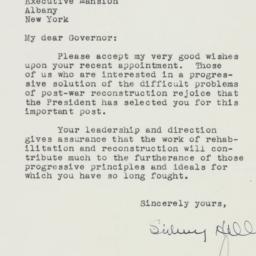 Executive Mansion
Albany
New York
My dear Governor:
Please accept my very good wishes
upon your recent appointment. Those
of us who are interested in a progres-
sive solution of the difficult problems
of post-war reconstruction rejoice that
the President has selected you for this
important post.
Your leadership and direction
gives assurance that the work of rehab-
ilitation and reconstruction will con-
tribute much to the furtherance of those
progressive principles and ideals for
which you have so long fought.
Sincerely yours,
Sidney